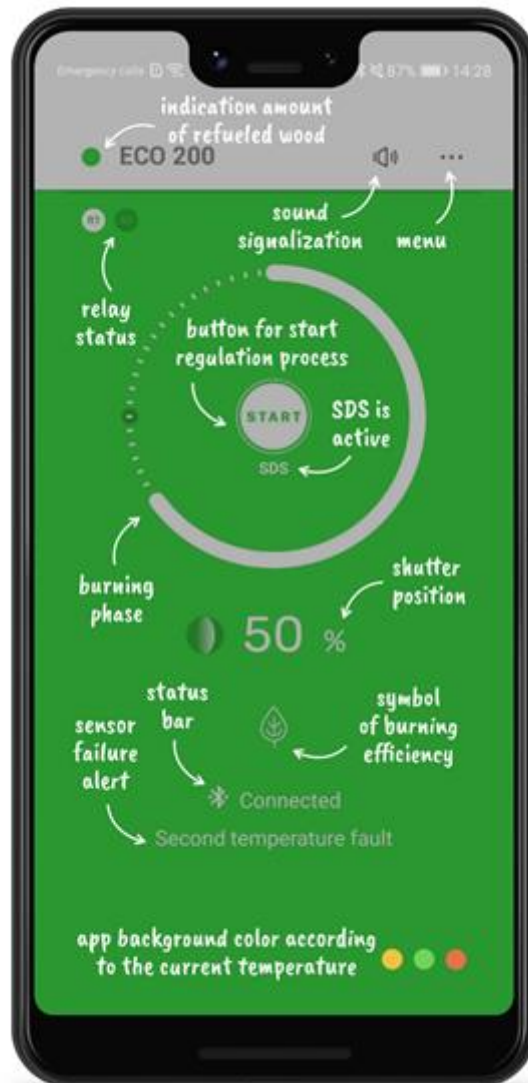 Emergency calls 87% 14:28
indication amount
of refueled wood
ECO 200
sound
signalization
menu
R1
relay
status
button for start
regulation process
START
SDS is
active
SDS
burning
phase
shutter
position
50 %
status
bar
symbol
of burning
efficiency
sensor
failure
alert
Connected
Second temperature fault
app background color according
to the current temperature